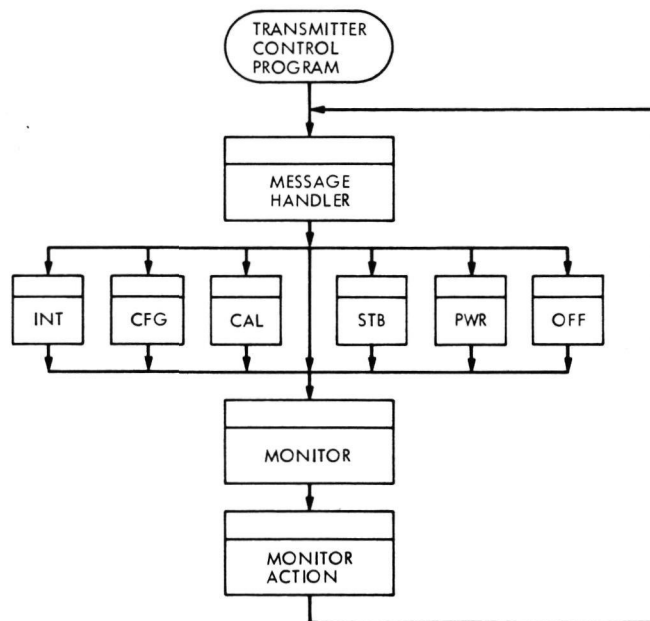 TRANSMITTER
CONTROL
PROGRAM
MESSAGE
HANDLER
INT
CFG
CAL
STB
PWR
OFF
MONITOR
MONITOR
ACTION